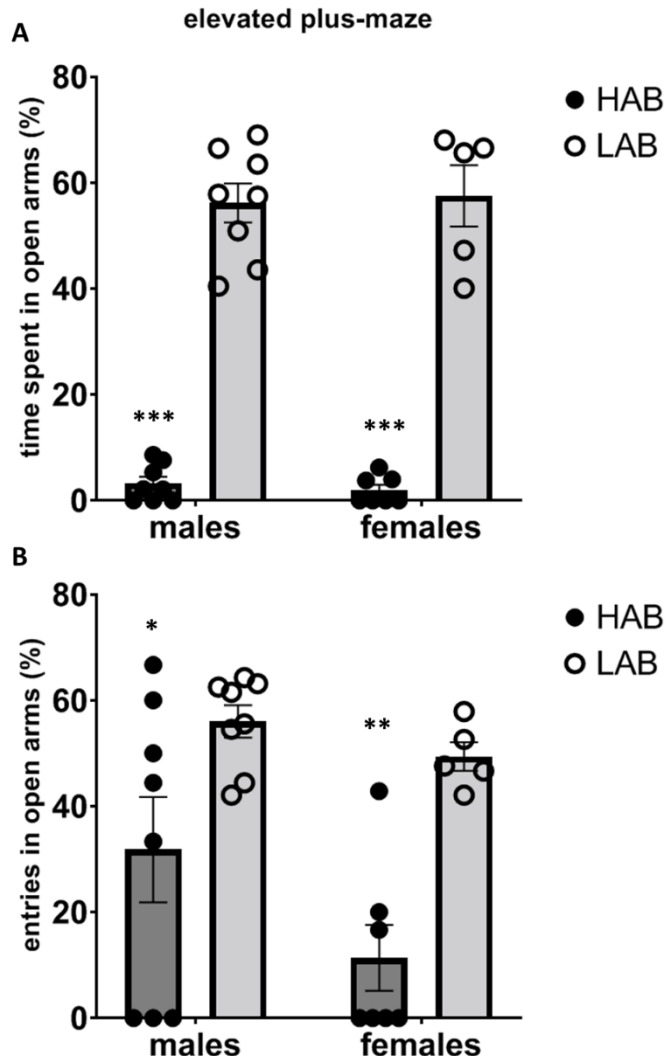 elevated plus-maze
A
time spent in open arms (%)
80
60
40
20
0
***
***
males
females
HAB
LAB
B
entries in open arms (%)
80
60
40
20
0
*
**
males
females
HAB
LAB